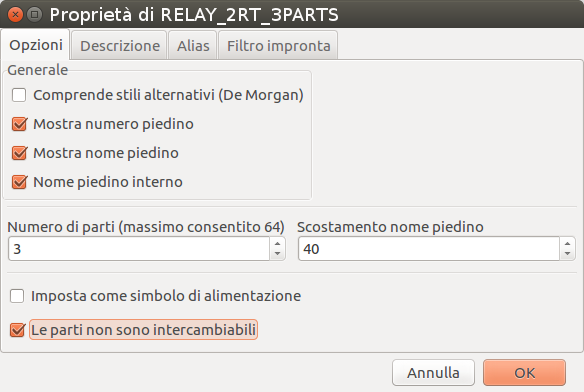 Proprietà di RELAY_2RT_3PARTS
Opzioni Descrizione Alias Filtro impronta
Generale
Comprende stili alternativi (De Morgan)
Mostra numero piedino
Mostra nome piedino
Nome piedino interno
Numero di parti (massimo consentito 64) Scostamento nome piedino
3 40
Imposta come simbolo di alimentazione
Le parti non sono intercambiabili
Annulla OK